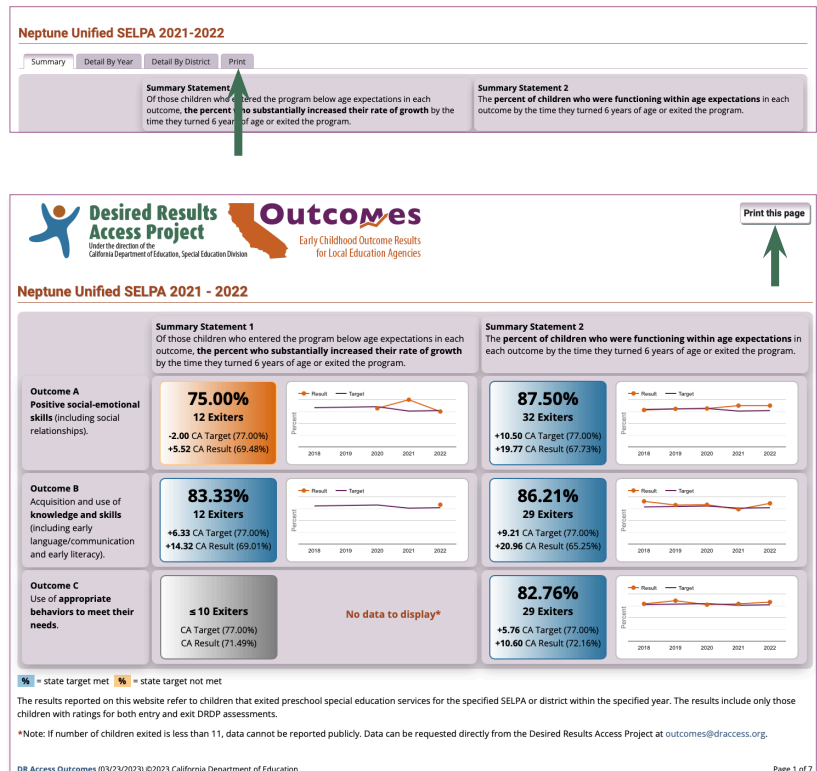 Neptune Unified SELPA 2021-2022
Summary Detail By Year Detail By District Print
Summary Statement
Of those children who entered the program below age expectations in each
outcome, the percent who substantially increased their rate of growth by the
time they turned 6 years of age or exited the program.
Summary Statement 2
The percent of children who were functioning within age expectations in each
outcome by the time they turned 6 years of age or exited the program.
Desired Results
Access Project
Under the direction of the
California Department of Education, Special Education Division
Outcomes
Early Childhood Outcome Results
for Local Education Agencies
Print this page
Neptune Unified SELPA 2021 - 2022
Summary Statement 1
Of those children who entered the program below age expectations in each
outcome, the percent who substantially increased their rate of growth
by the time they turned 6 years of age or exited the program.
Summary Statement 2
The percent of children who were functioning within age expectations in
each outcome by the time they turned 6 years of age or exited the program.
Outcome A
Positive social-emotional
skills (including social
relationships).
75.00%
12 Exiters
-2.00 CA Target (77.00%)
+5.52 CA Result (69.48%)
Result Target
Percent
2018 2019 2020 2021 2022
87.50%
32 Exiters
+10.50 CA Target (77.00%)
+19.77 CA Result (67.73%)
Result Target
Percent
2018 2019 2020 2021 2022
Outcome B
Acquisition and use of
knowledge and skills
(including early
language/communication
and early literacy).
83.33%
12 Exiters
+6.33 CA Target (77.00%)
+14.32 CA Result (69.01%)
Result Target
Percent
2018 2019 2020 2021 2022
86.21%
29 Exiters
+9.21 CA Target (77.00%)
+20.96 CA Result (65.25%)
Result Target
Percent
2018 2019 2020 2021 2022
Outcome C
Use of appropriate
behaviors to meet their
needs.
≤ 10 Exiters
CA Target (77.00%)
CA Result (71.49%)
No data to display*
82.76%
29 Exiters
+5.76 CA Target (77.00%)
+10.60 CA Result (72.16%)
Result Target
Percent
2018 2019 2020 2021 2022
% = state target met % = state target not met
The results reported on this website refer to children that exited preschool special education services for the specified SELPA or district within the specified year. The results include only those
children with ratings for both entry and exit DRDP assessments.
*Note: If number of children exited is less than 11, data cannot be reported publicly. Data can be requested directly from the Desired Results Access Project at outcomes@draccess.org.
DR Access Outcomes (03/23/2023) ©2023 California Department of Education
Page 1 of 7